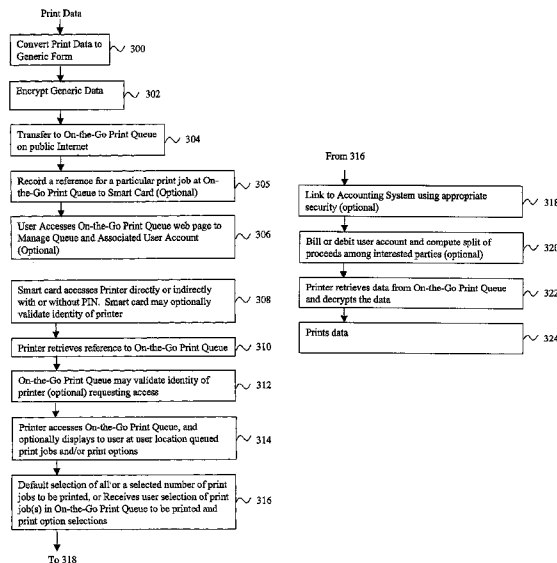 Print Data
Convert Print Data to
Generic Form
300
Encrypt Generic Data
302
Transfer to On-the-Go Print Queue
on public Internet
304
Record a reference for a particular print job at On-
the-Go Print Queue to Smart Card (Optional)
305
User Accesses On-the-Go Print Queue web page to
Manage Queue and Associated User Account
(Optional)
306
Smart card accesses Printer directly or indirectly
with or without PIN. Smart card may optionally
validate identity of printer
308
Printer retrieves reference to On-the-Go Print Queue
310
On-the-Go Print Queue may validate identity of
printer (optional) requesting access
312
Printer accesses On-the-Go Print Queue, and
optionally displays to user at user location queued
print jobs and/or print options
314
Default selection of all or a selected number of print
jobs to be printed, or Receives user selection of print
job(s) in On-the-Go Print Queue to be printed and
print option selections
316
To 318
From 316
Link to Accounting System using appropriate
security (optional)
318
Bill or debit user account and compute split of
proceeds among interested parties (optional)
320
Printer retrieves data from On-the-Go Print Queue
and decrypts the data
322
Prints data
324